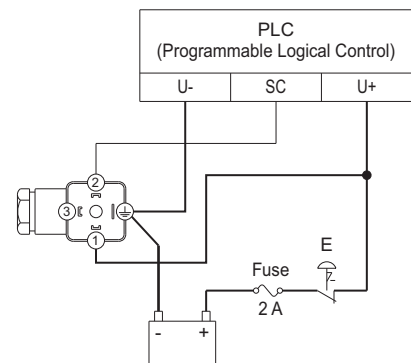 PLC
(Programmable Logical Control)
U- SC U+
2
3
1
E
Fuse
2 A
- +